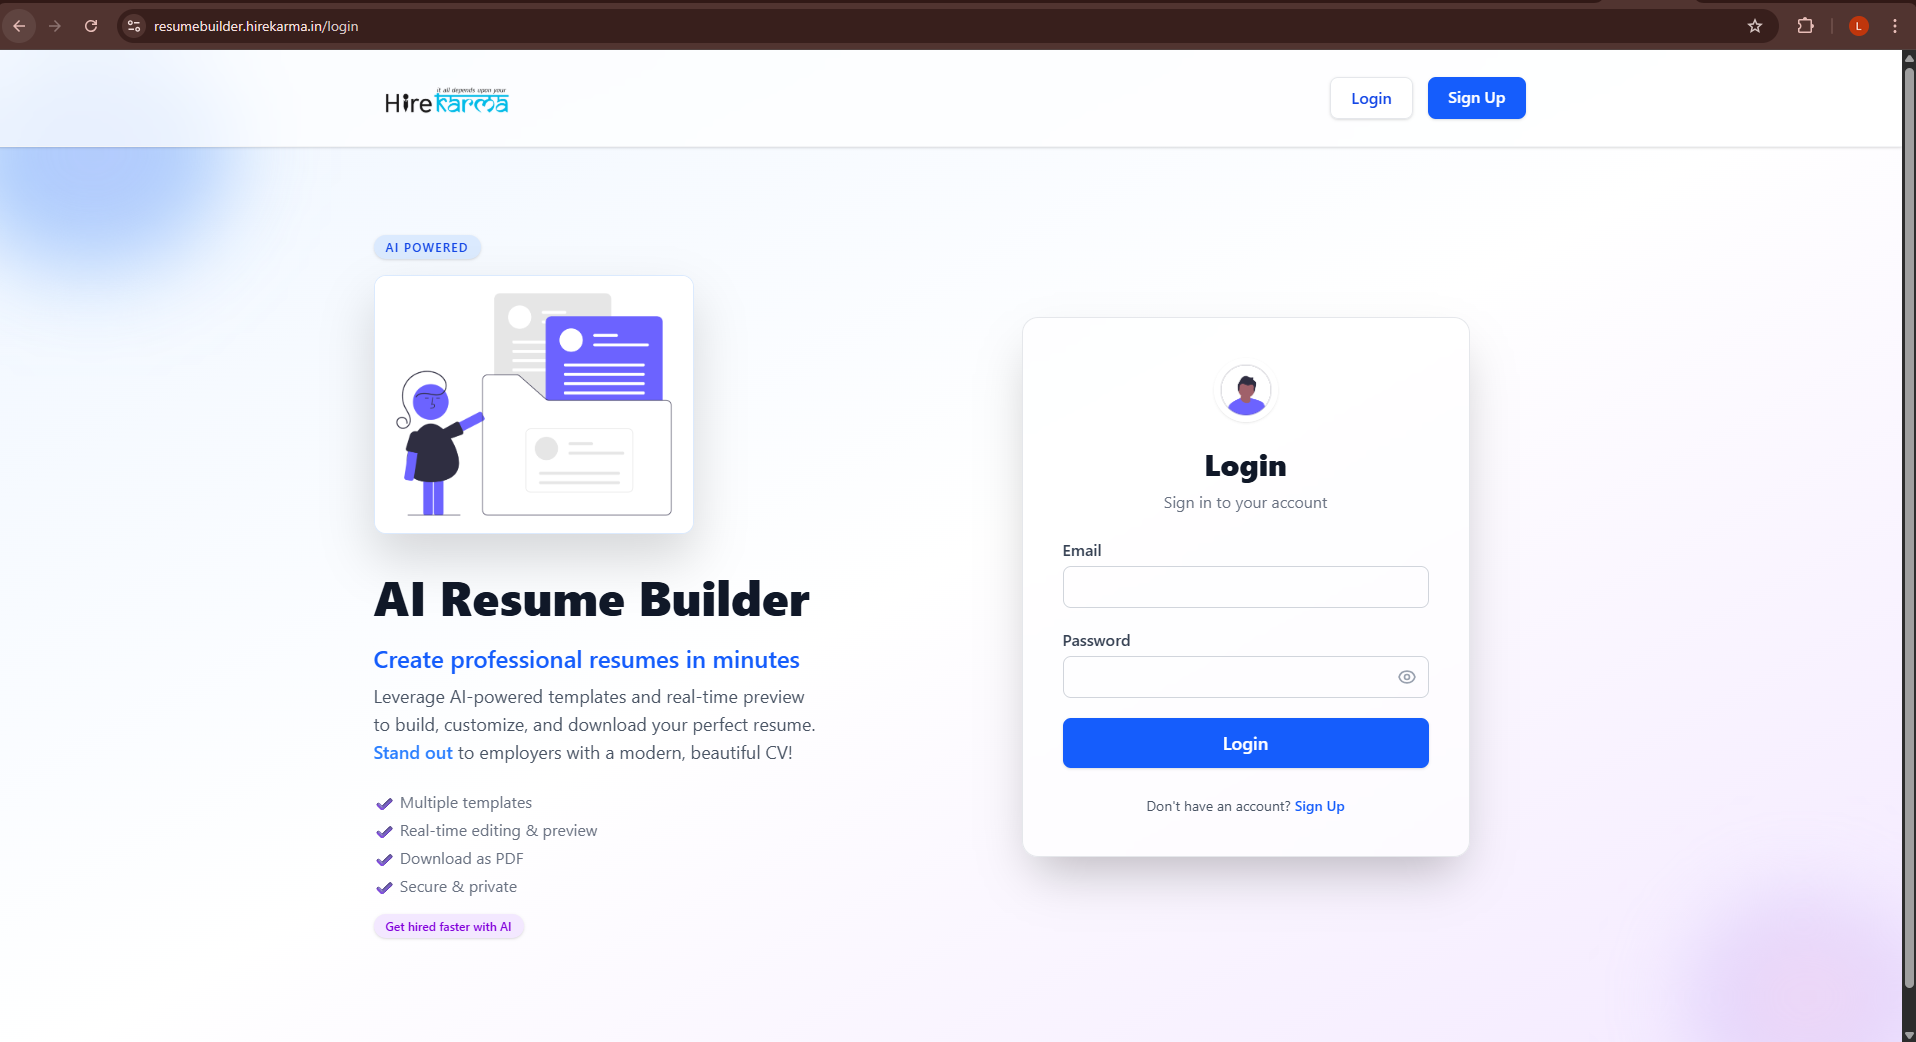 resumebuilder.hirekarma.in/login
L
it all depends upon your
Hire karma
Login
Sign Up
AI POWERED
AI Resume Builder
Create professional resumes in minutes
Leverage AI-powered templates and real-time preview
to build, customize, and download your perfect resume.
Stand out to employers with a modern, beautiful CV!
Multiple templates
Real-time editing & preview
Download as PDF
Secure & private
Get hired faster with AI
Login
Sign in to your account
Email
Password
Login
Don't have an account? Sign Up